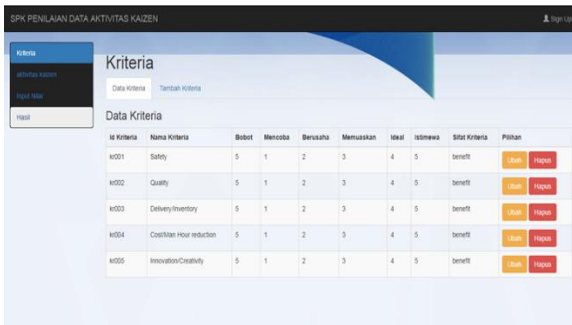 SPK PENILAIAN DATA AKTIVITAS KAIZEN Sign Up
Kriteria
aktivitas kaizen
Input Nilai
Hasil
Kriteria
Data Kriteria Tambah Kriteria
Data Kriteria
Id Kriteria Nama Kriteria Bobot Mencoba Berusaha Memuaskan Ideal Istimewa Sifat Kriteria Pilihan
kr001 Safety 5 1 2 3 4 5 benefit Ubah Hapus
kr002 Quality 5 1 2 3 4 5 benefit Ubah Hapus
kr003 Delivery/Inventory 5 1 2 3 4 5 benefit Ubah Hapus
kr004 Cost/Man Hour reduction 5 1 2 3 4 5 benefit Ubah Hapus
kr005 Innovation/Creativity 5 1 2 3 4 5 benefit Ubah Hapus